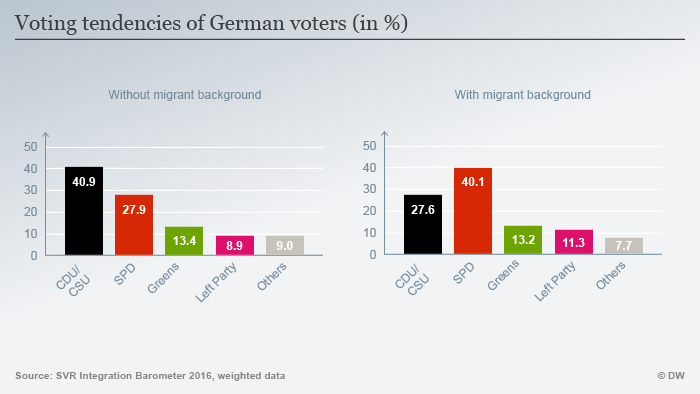 Voting tendencies of German voters (in %)
Without migrant background
50
40
30
20
10
0
40.9
27.9
13.4
8.9
9.0
CDU/
CSU
SPD
Greens
Left Party
Others
With migrant background
50
40
30
20
10
0
27.6
40.1
13.2
11.3
7.7
CDU/
CSU
SPD
Greens
Left Party
Others
Source: SVR Integration Barometer 2016, weighted data
© DW